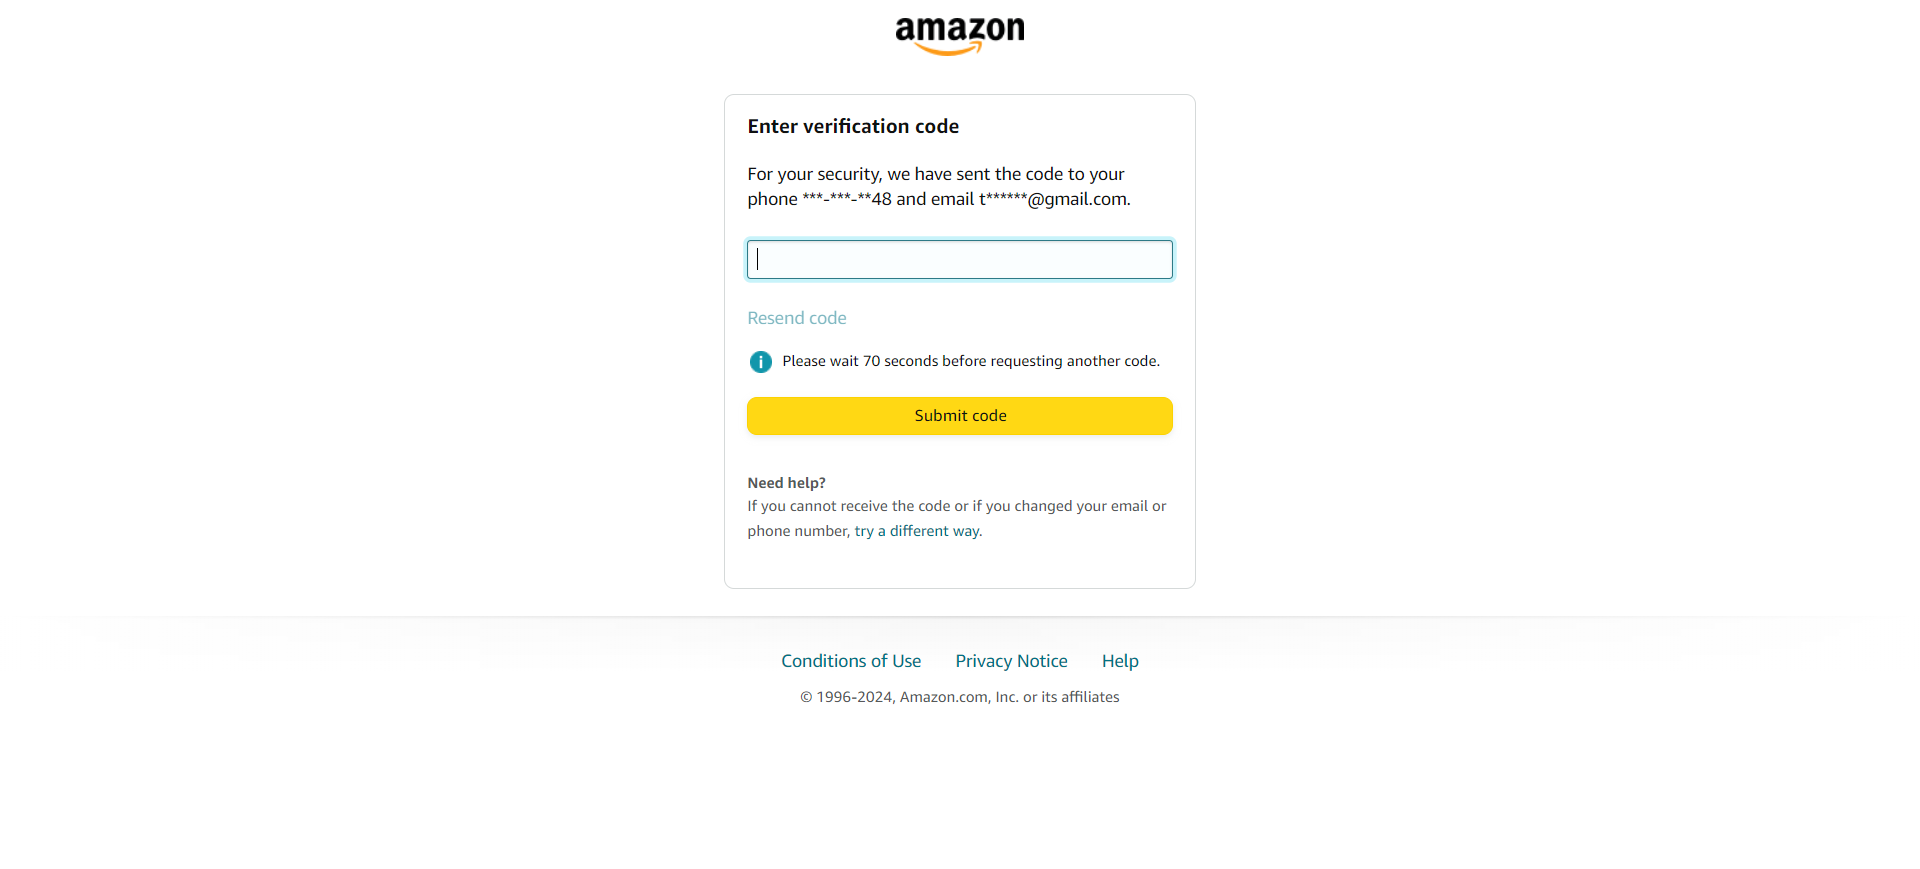 amazon
Enter verification code
For your security, we have sent the code to your
phone ***-***-**48 and email t******@gmail.com.
Resend code
i Please wait 70 seconds before requesting another code.
Submit code
Need help?
If you cannot receive the code or if you changed your email or
phone number, try a different way.
Conditions of Use Privacy Notice Help
© 1996-2024, Amazon.com, Inc. or its affiliates